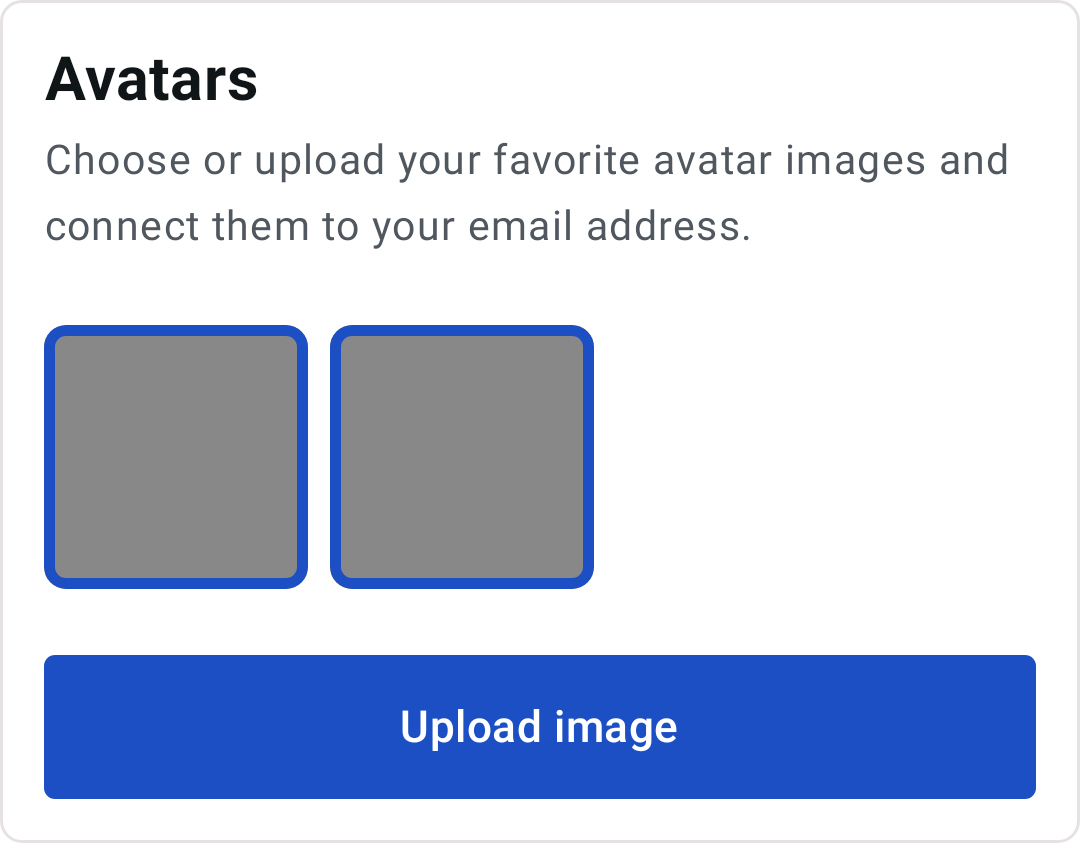 Avatars
Choose or upload your favorite avatar images and
connect them to your email address.
Upload image